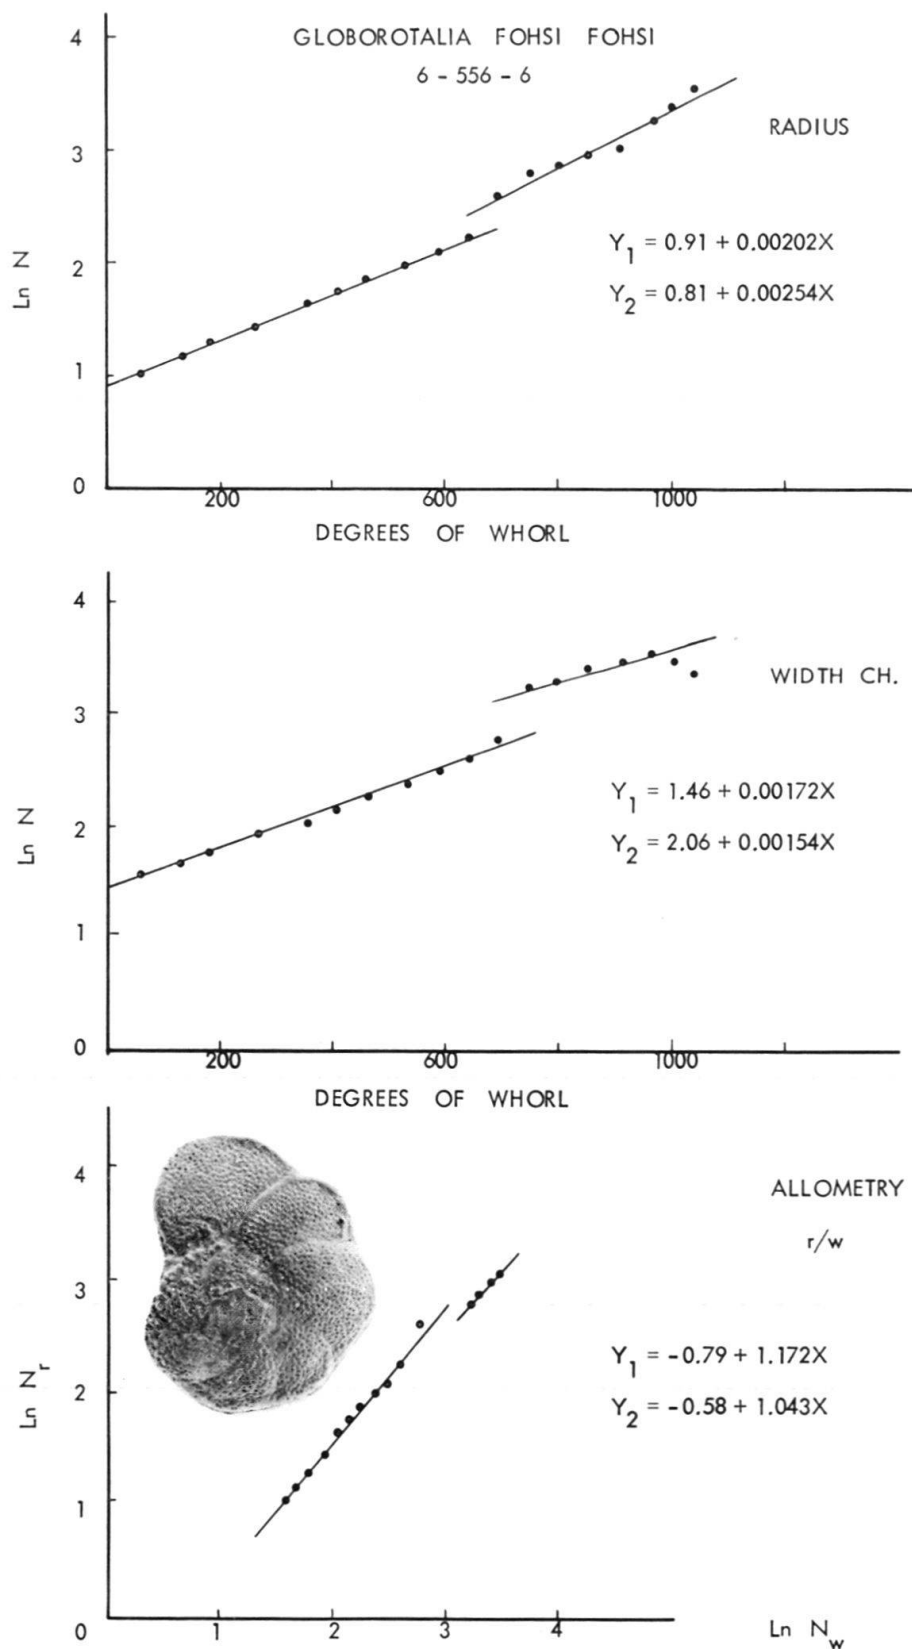 GLOBOROTALIA FOHSI FOHSI
6 - 556 - 6
RADIUS
Ln N
4
3
2
1
0
Y1 = 0.91 + 0.00202X
Y2 = 0.81 + 0.00254X
200 600 1000
DEGREES OF WHORL
WIDTH CH.
Ln N
4
3
2
1
0
Y1 = 1.46 + 0.00172X
Y2 = 2.06 + 0.00154X
200 600 1000
DEGREES OF WHORL
ALLOMETRY
r/w
Ln Nr
4
3
2
1
0
Y1 = -0.79 + 1.172X
Y2 = -0.58 + 1.043X
1 2 3 4 Ln Nw